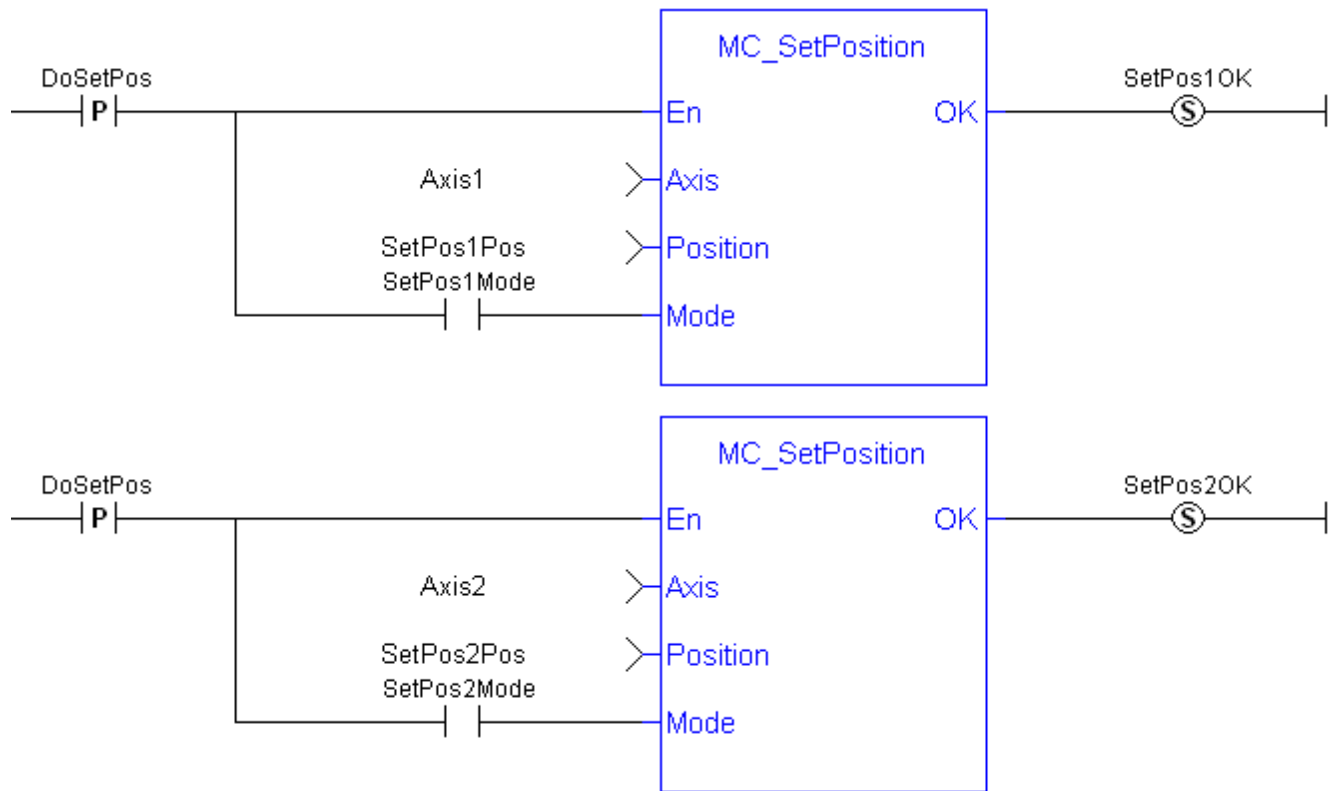 MC_SetPosition
DoSetPos
SetPos1OK
P
En
OK
S
Axis1
Axis
SetPos1Pos
Position
SetPos1Mode
Mode
MC_SetPosition
DoSetPos
SetPos2OK
P
En
OK
S
Axis2
Axis
SetPos2Pos
Position
SetPos2Mode
Mode